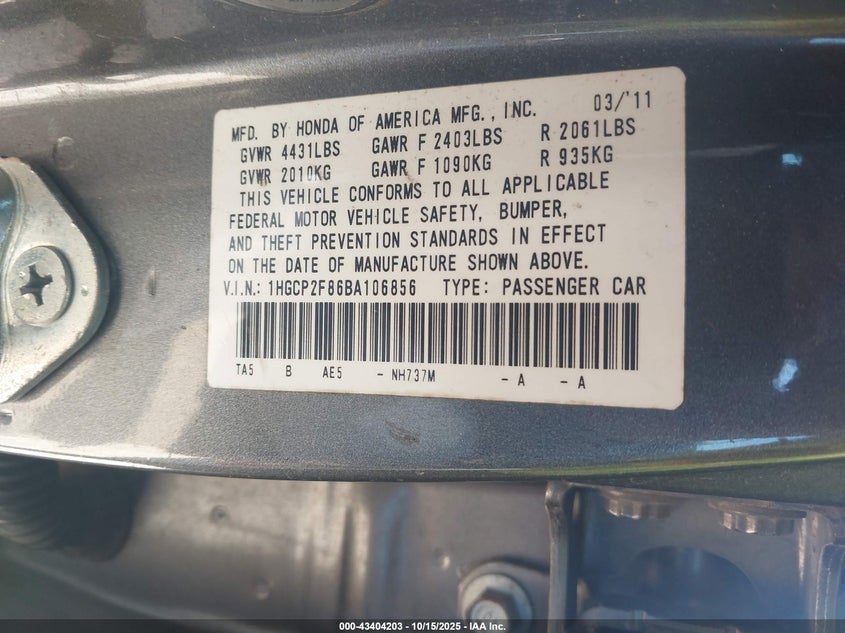 MFD. BY HONDA OF AMERICA MFG., INC. 03/'11
GVWR 4431LBS GAWR F 2403LBS R 2061LBS
GVWR 2010KG GAWR F 1090KG R 935KG
THIS VEHICLE CONFORMS TO ALL APPLICABLE
FEDERAL MOTOR VEHICLE SAFETY, BUMPER,
AND THEFT PREVENTION STANDARDS IN EFFECT
ON THE DATE OF MANUFACTURE SHOWN ABOVE.
V.I.N.: 1HGCP2F86BA106856 TYPE: PASSENGER CAR
TA5 B AE5 - NH737M - A - A
000-43404203 - 10/15/2025 - IAA Inc.